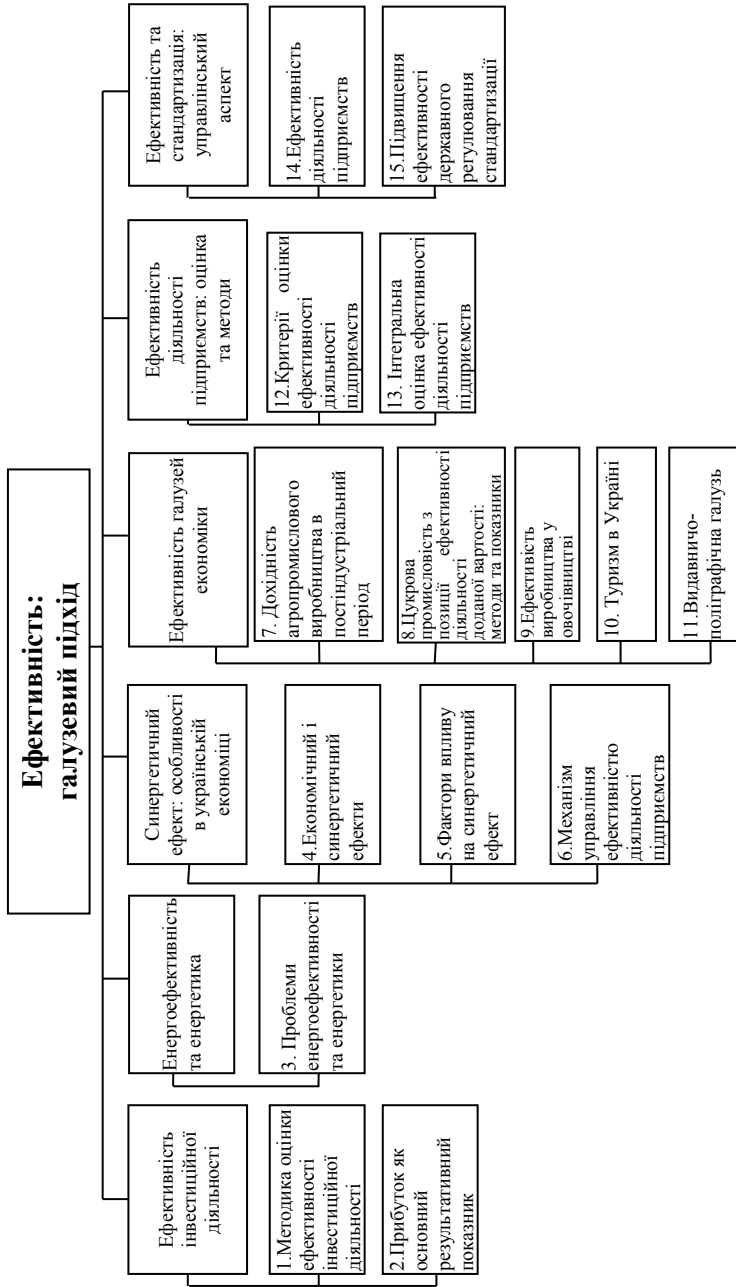 Ефективність:
галузевий підхід
Ефективність
інвестиційної
діяльності
1.Методика оцінки
ефективності
інвестиційної
діяльності
2.Прибуток як
основний
результативний
показник
Енергоефективність
та енергетика
3. Проблеми
енергоефективності
та енергетики
Синергетичний
ефект: особливості
в українській
економіці
4.Економічний і
синергетичний
ефекти
5.Фактори впливу
на синергетичний
ефект
6.Механізм
управління
ефективністю
діяльності
підприємств
Ефективність галузей
економіки
7. Дохідність
агропромислового
виробництва в
постіндустріальний
період
8.Цукрова
промисловість з
позиції ефективності
діяльності
доданої вартості:
методи та показники
9.Ефективість
виробництва у
овочівництві
10. Туризм в Україні
11.Видавничо-
поліграфічна галузь
Ефективність
діяльності
підприємств: оцінка
та методи
12.Критерії оцінки
ефективності
діяльності
підприємств
13. Інтегральна
оцінка ефективності
діяльності
підприємств
Ефективність та
стандартизація:
управлінський
аспект
14.Ефективність
діяльності
підприємств
15.Підвищення
ефективності
державного
регулювання
стандартизації